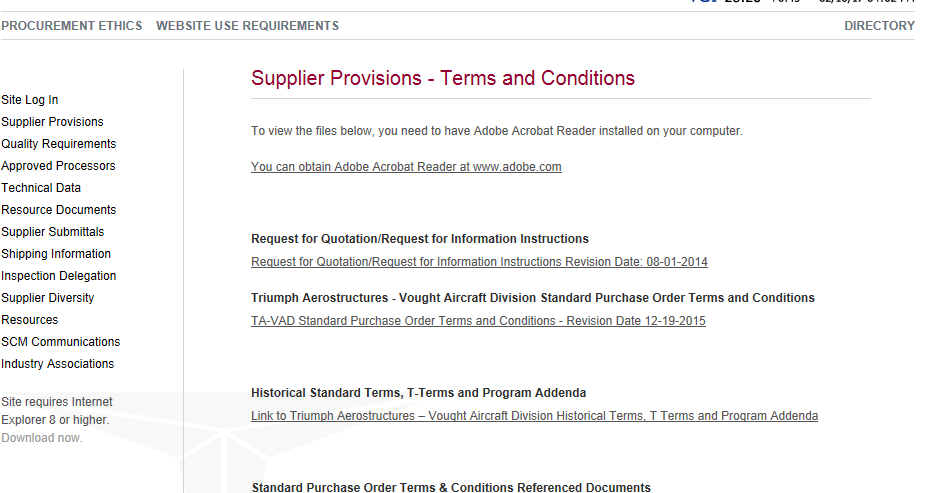 PROCUREMENT ETHICS WEBSITE USE REQUIREMENTS DIRECTORY
Site Log In
Supplier Provisions
Quality Requirements
Approved Processors
Technical Data
Resource Documents
Supplier Submittals
Shipping Information
Inspection Delegation
Supplier Diversity
Resources
SCM Communications
Industry Associations
Site requires Internet
Explorer 8 or higher.
Download now.
Supplier Provisions - Terms and Conditions
To view the files below, you need to have Adobe Acrobat Reader installed on your computer.
You can obtain Adobe Acrobat Reader at www.adobe.com
Request for Quotation/Request for Information Instructions
Request for Quotation/Request for Information Instructions Revision Date: 08-01-2014
Triumph Aerostructures - Vought Aircraft Division Standard Purchase Order Terms and Conditions
TA-VAD Standard Purchase Order Terms and Conditions - Revision Date 12-19-2015
Historical Standard Terms, T-Terms and Program Addenda
Link to Triumph Aerostructures – Vought Aircraft Division Historical Terms, T Terms and Program Addenda
Standard Purchase Order Terms & Conditions Referenced Documents